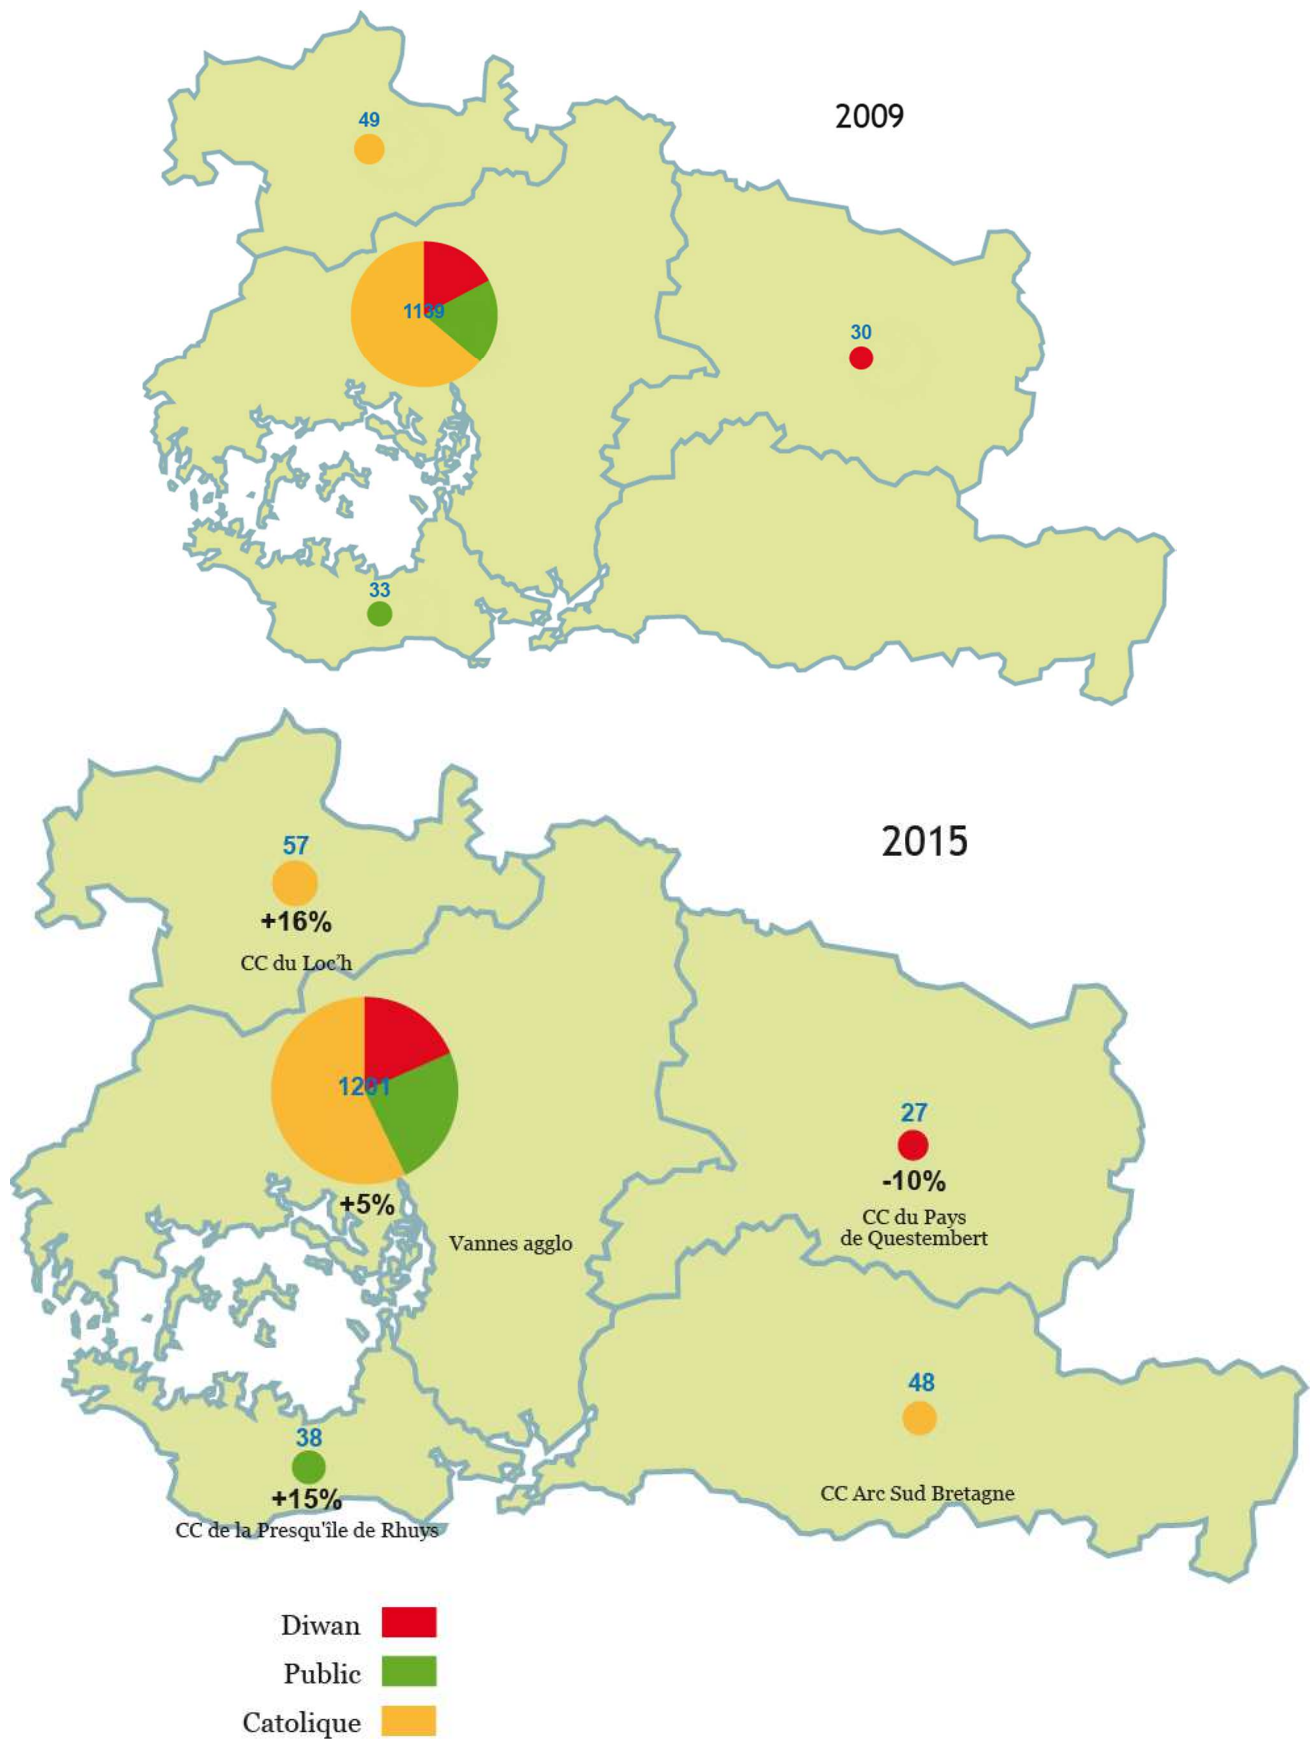 2009
49
1139
30
33
2015
57
+16%
CC du Loc'h
1201
+5%
Vannes agglo
27
-10%
CC du Pays
de Questembert
48
CC Arc Sud Bretagne
38
+15%
CC de la Presqu'île de Rhuys
Diwan
Public
Catolique